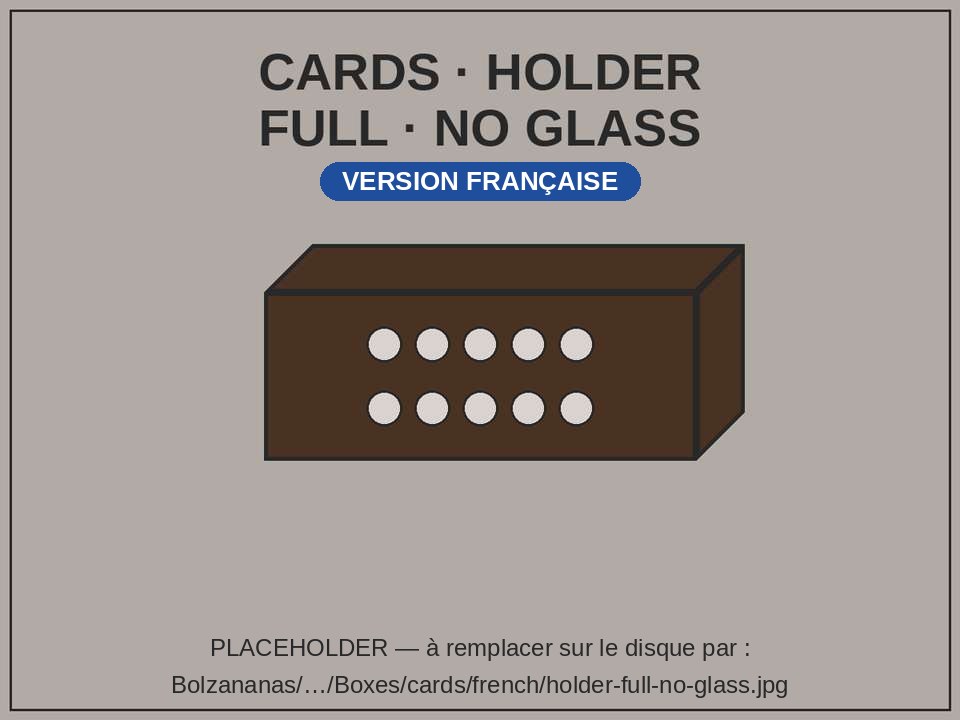 CARDS · HOLDER
FULL · NO GLASS
VERSION FRANÇAISE
PLACEHOLDER — à remplacer sur le disque par :
Bolzananas/…/Boxes/cards/french/holder-full-no-glass.jpg